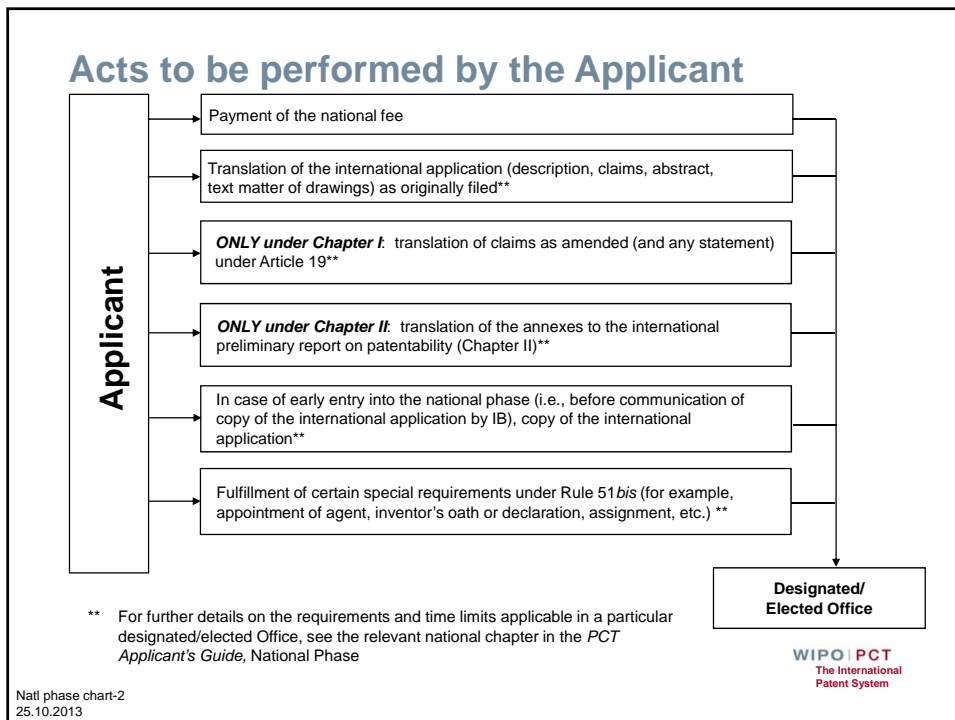 Acts to be performed by the Applicant
Applicant
Payment of the national fee
Translation of the international application (description, claims, abstract,
text matter of drawings) as originally filed**
ONLY under Chapter I:  translation of claims as amended (and any statement)
under Article 19**
ONLY under Chapter II:  translation of the annexes to the international
preliminary report on patentability (Chapter II)**
In case of early entry into the national phase (i.e., before communication of
copy of the international application by IB), copy of the international
application**
Fulfillment of certain special requirements under Rule 51bis (for example,
appointment of agent, inventor’s oath or declaration, assignment, etc.) **
Designated/
Elected Office
** For further details on the requirements and time limits applicable in a particular
designated/elected Office, see the relevant national chapter in the PCT
Applicant’s Guide, National Phase
WIPO|PCT
The International
Patent System
Natl phase chart-2
25.10.2013